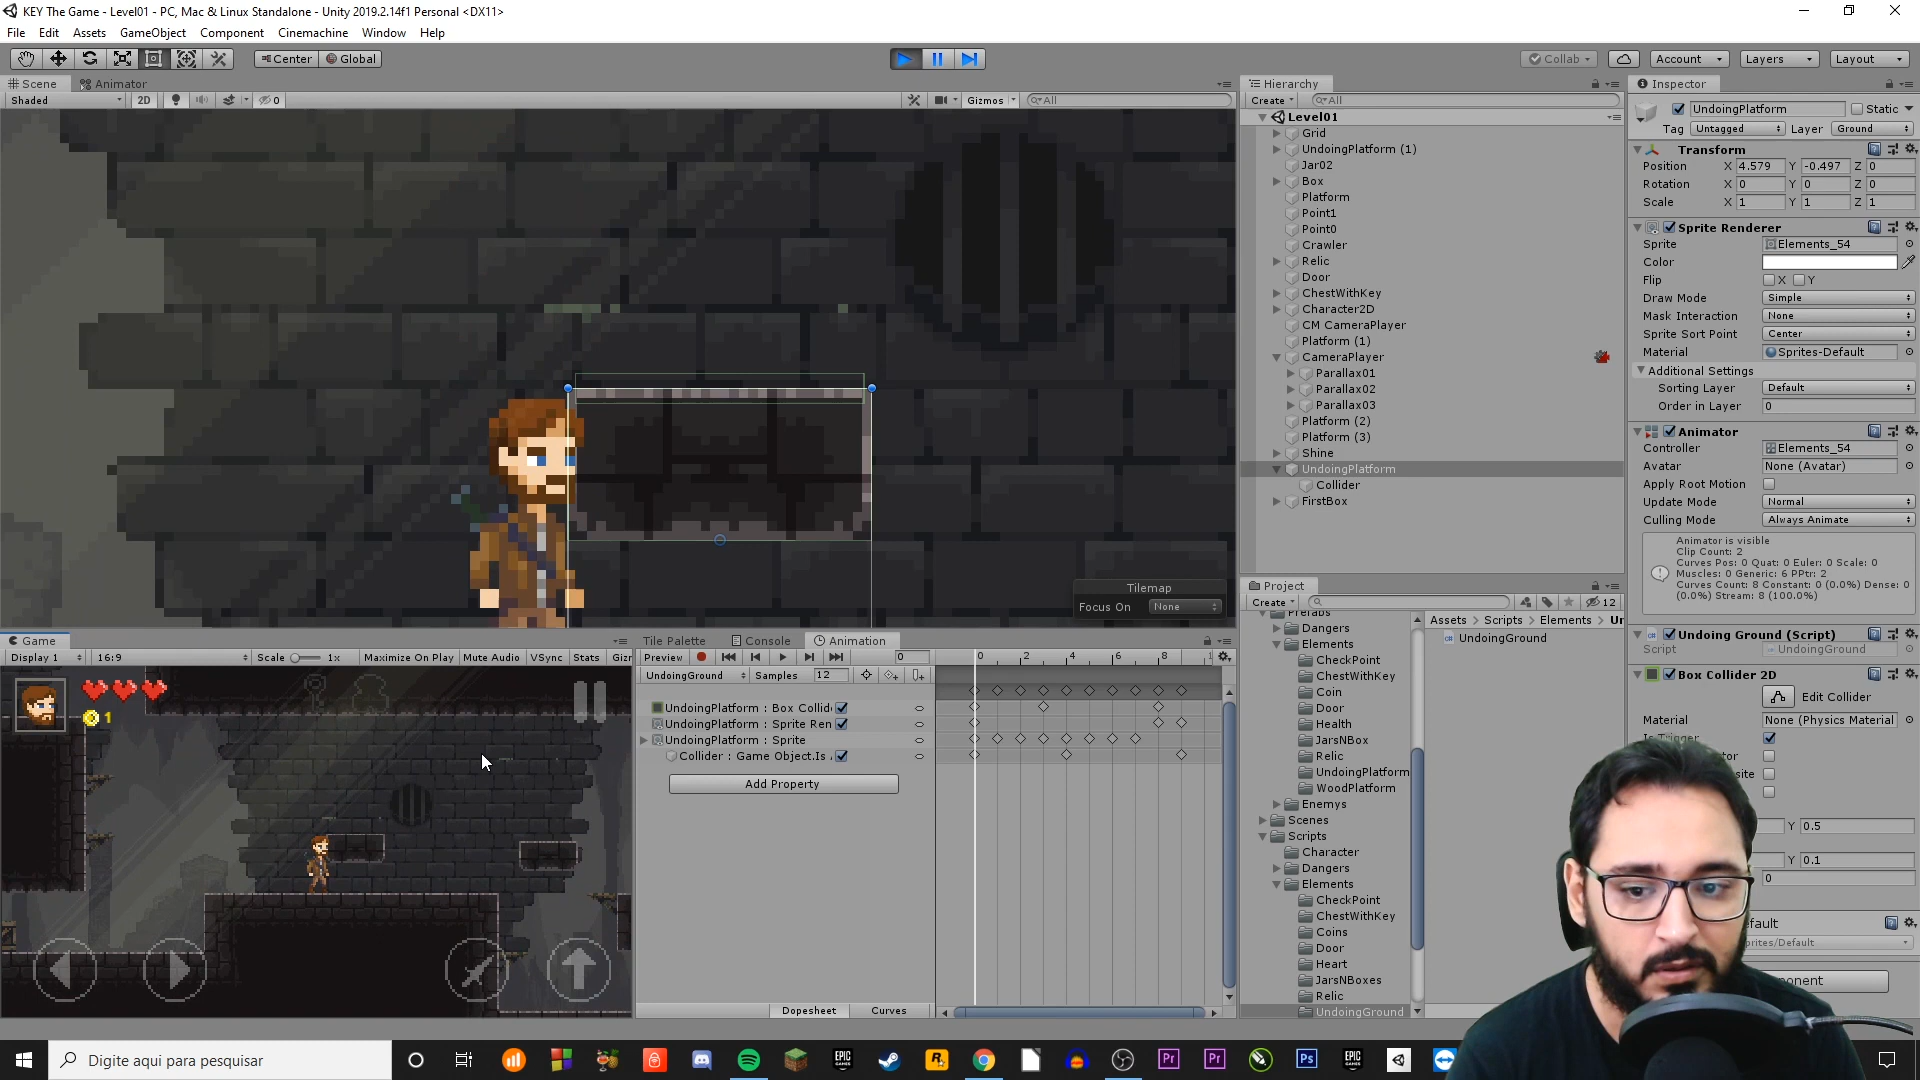 KEY The Game - Level01 - PC, Mac & Linux Standalone - Unity 2019.2.14f1 Personal <DX11>
File Edit Assets GameObject Component Cinemachine Window Help
Center Global
Collab Account Layers Layout
Scene Animator
Shaded 2D 0 Gizmos All
Tilemap
Focus On None
Hierarchy
Create All
Level01
Grid
UndoingPlatform (1)
Jar02
Box
Platform
Point1
Point0
Crawler
Relic
Door
ChestWithKey
Character2D
CM CameraPlayer
Platform (1)
CameraPlayer
Parallax01
Parallax02
Parallax03
Platform (2)
Platform (3)
Shine
UndoingPlatform
Collider
FirstBox
Inspector
UndoingPlatform Static
Tag Untagged Layer Ground
Transform
Position X 4.579 Y -0.497 Z 0
Rotation X 0 Y 0 Z 0
Scale X 1 Y 1 Z 1
Sprite Renderer
Sprite Elements_54
Color
Flip X Y
Draw Mode Simple
Mask Interaction None
Sprite Sort Point Center
Material Sprites-Default
Additional Settings
Sorting Layer Default
Order in Layer 0
Animator
Controller Elements_54
Avatar None (Avatar)
Apply Root Motion
Update Mode Normal
Culling Mode Always Animate
Animator is visible
Clip Count: 2
Curves Pos: 0 Quat: 0 Euler: 0 Scale: 0
Muscles: 0 Generic: 6 PPtr: 2
Curves Count: 8 Constant: 0 (0.0%) Dense: 0
(0.0%) Stream: 8 (100.0%)
Undoing Ground (Script)
Script UndoingGround
Box Collider 2D
Edit Collider
Material None (Physics Material
Is Trigger
Y 0.5
Y 0.1
0
Game
Display 1 16:9 Scale 1x Maximize On Play Mute Audio VSync Stats Giz
1
Tile Palette Console Animation
Preview 0 0 2 4 6 8
UndoingGround Samples 12
UndoingPlatform : Box Collid
UndoingPlatform : Sprite Ren
UndoingPlatform : Sprite
Collider : Game Object.Is
Add Property
Dopesheet Curves
Project
Create 12
Prefabs
Dangers
Elements
CheckPoint
ChestWithKey
Coin
Door
Health
JarsNBox
Relic
UndoingPlatform
WoodPlatform
Enemys
Scenes
Scripts
Character
Dangers
Elements
CheckPoint
ChestWithKey
Coins
Door
Heart
JarsNBoxes
Relic
UndoingGround
Assets Scripts Elements Ur
UndoingGround
Digite aqui para pesquisar
EPIC GAMES Pr Pr Ps EPIC GAMES